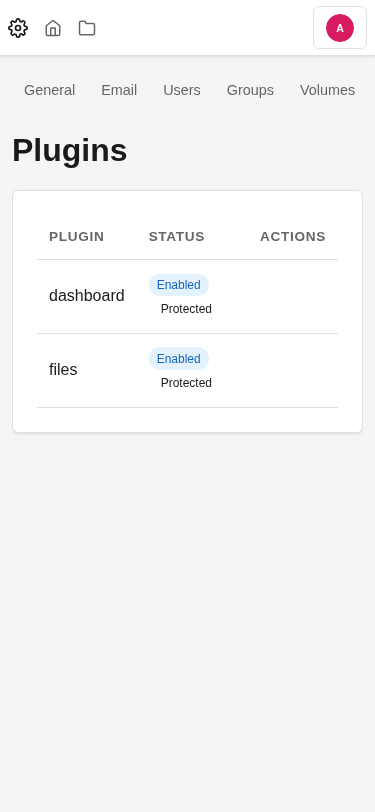 A
General Email Users Groups Volumes
Plugins
PLUGIN STATUS ACTIONS
dashboard Enabled
Protected
files Enabled
Protected